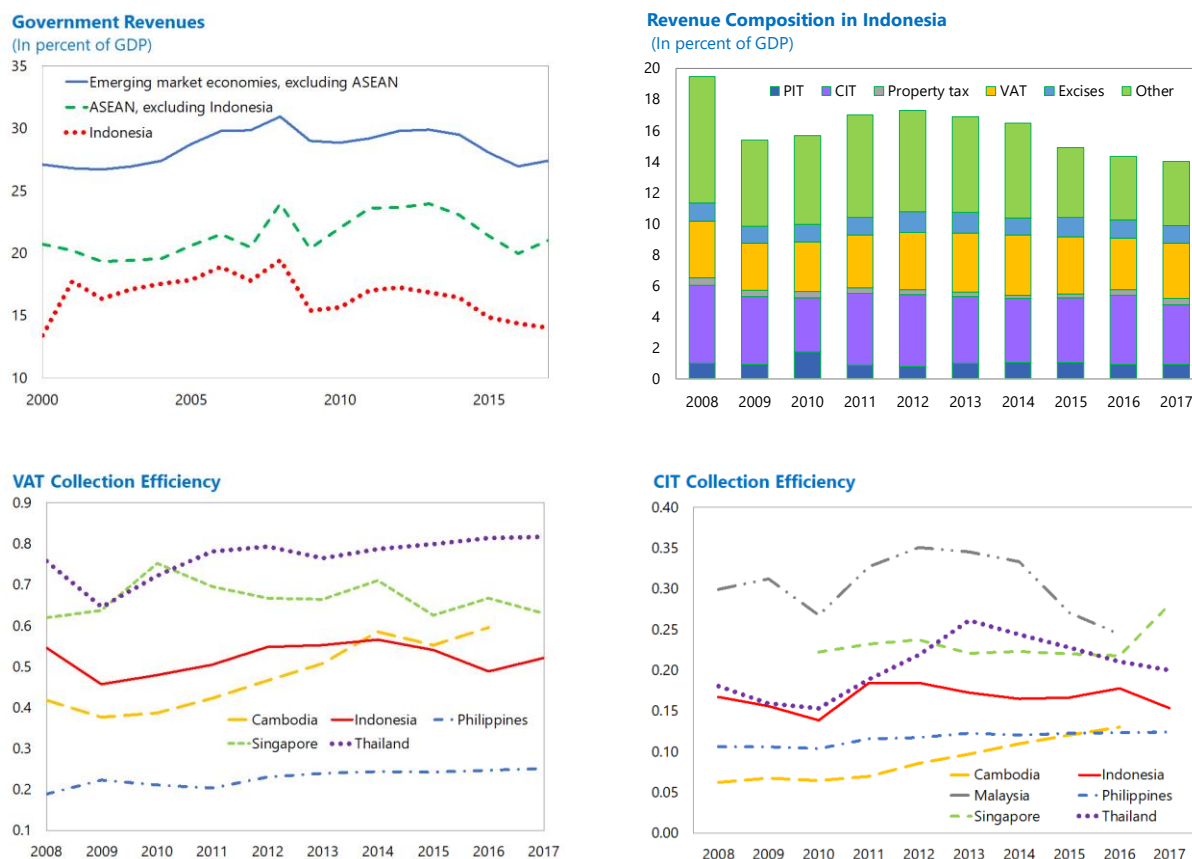 Government Revenues
(In percent of GDP)
35
30
25
20
15
10
Emerging market economies, excluding ASEAN
ASEAN, excluding Indonesia
Indonesia
2000 2005 2010 2015
Revenue Composition in Indonesia
(In percent of GDP)
20
18
16
14
12
10
8
6
4
2
0
PIT CIT Property tax VAT Excises Other
2008 2009 2010 2011 2012 2013 2014 2015 2016 2017
VAT Collection Efficiency
0.9
0.8
0.7
0.6
0.5
0.4
0.3
0.2
0.1
Cambodia Indonesia Philippines
Singapore Thailand
2008 2009 2010 2011 2012 2013 2014 2015 2016 2017
CIT Collection Efficiency
0.40
0.35
0.30
0.25
0.20
0.15
0.10
0.05
0.00
Cambodia Indonesia
Malaysia Philippines
Singapore Thailand
2008 2009 2010 2011 2012 2013 2014 2015 2016 2017